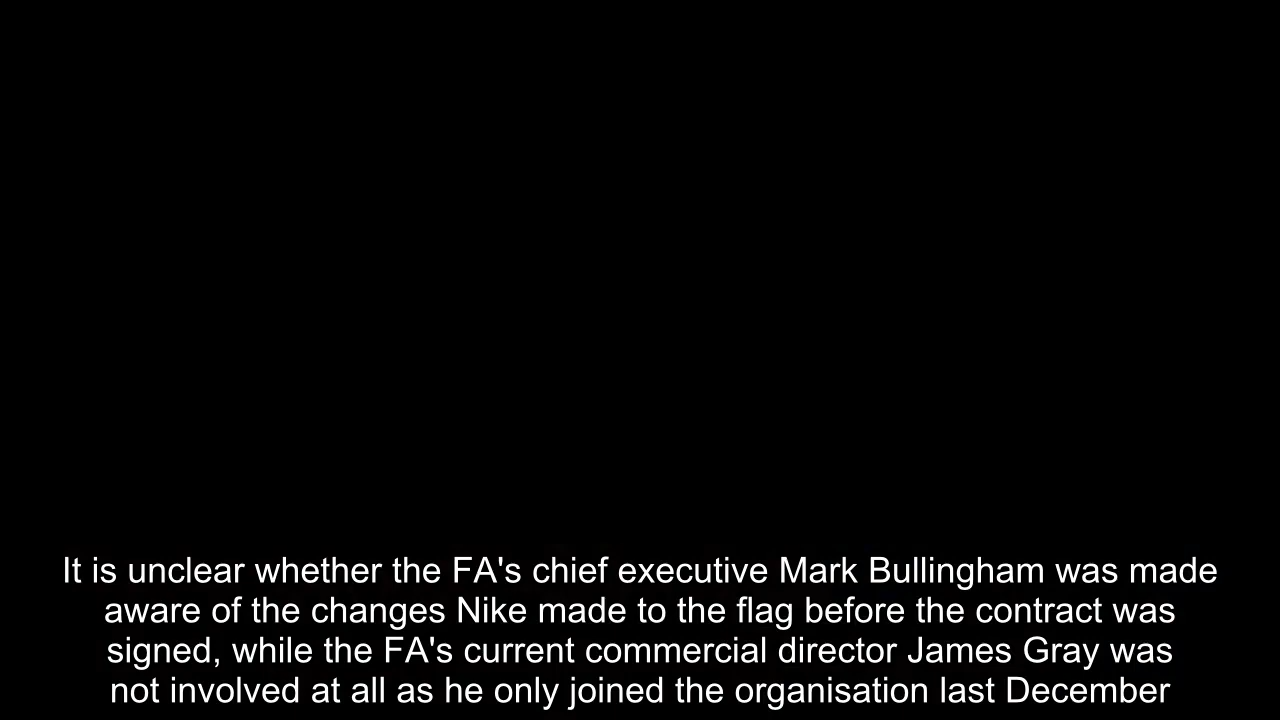 It is unclear whether the FA's chief executive Mark Bullingham was made
aware of the changes Nike made to the flag before the contract was
signed, while the FA's current commercial director James Gray was
not involved at all as he only joined the organisation last December